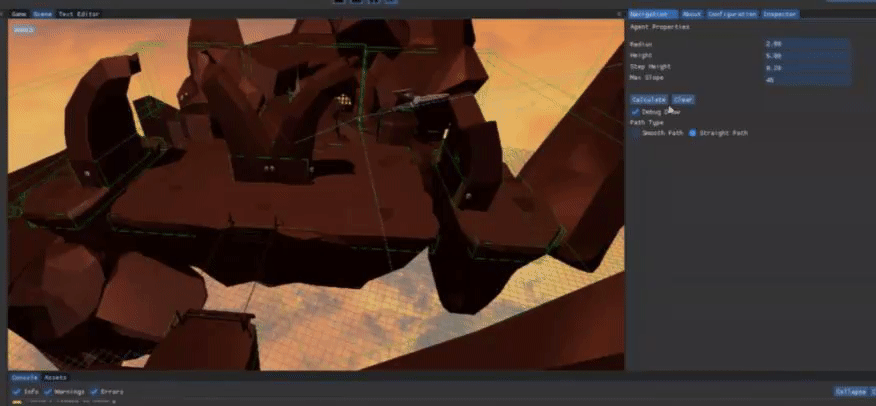 Game Scene Text Editor
Navigation About Configuration Inspector
Agent Properties
Radius 2.00
Height 5.00
Step Height 0.20
Max Slope 45
Calculate Clear
Debug Draw
Path Type
Smooth Path Straight Path
Console Assets
Info Warnings Errors
Collapse